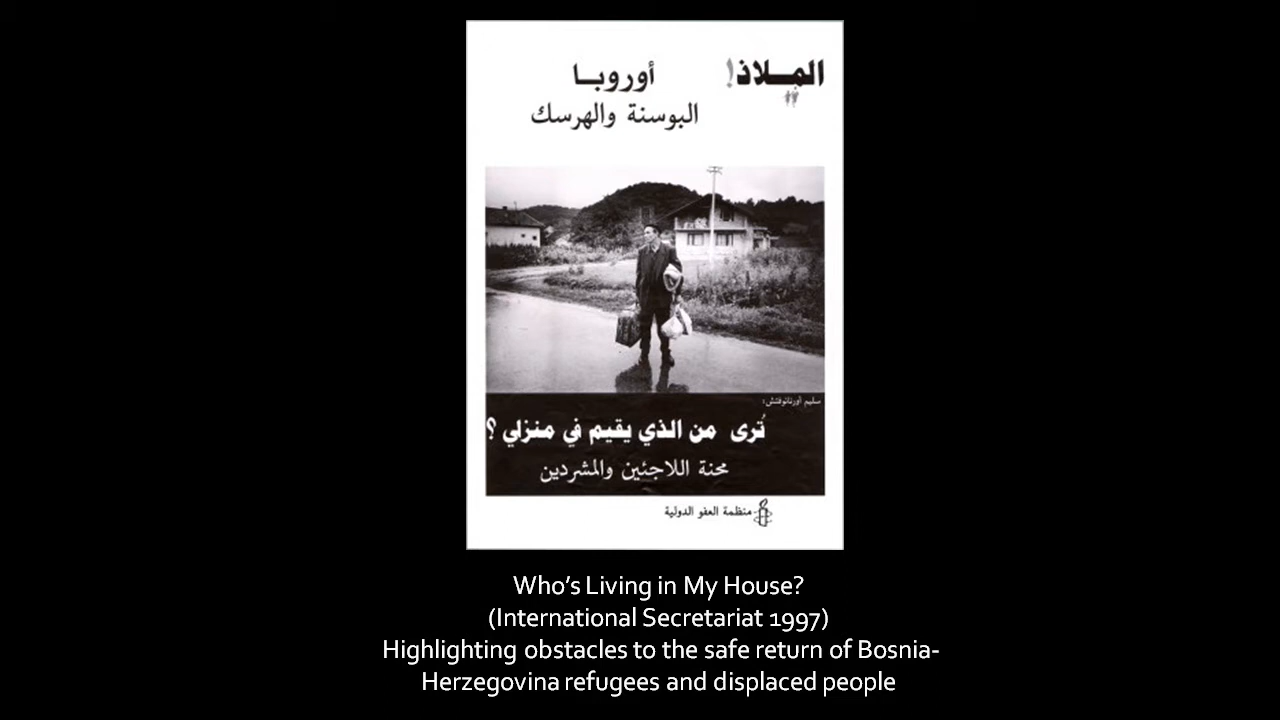 الملاذ!
أوروبا
البوسنة والهرسك
سليم أورنانوفتش:
تُرى من الذي يقيم في منزلي ؟
محنة اللاجئين والمشردين
منظمة العفو الدولية
Who's Living in My House?
(International Secretariat 1997)
Highlighting obstacles to the safe return of Bosnia-
Herzegovina refugees and displaced people